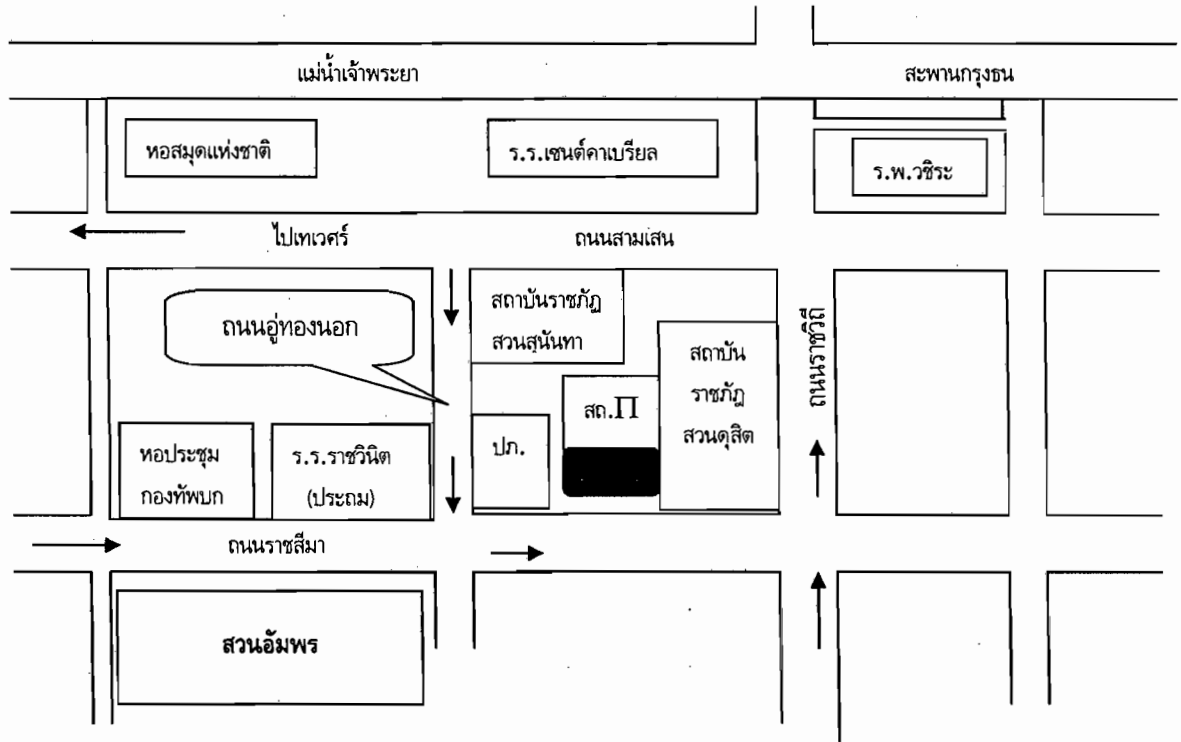 แม่น้ำเจ้าพระยา
สะพานกรุงธน
หอสมุดแห่งชาติ
ร.ร.เซนต์คาเบรียล
ร.พ.วชิระ
ไปเทเวศร์
ถนนสามเสน
ถนนอู่ทองนอก
สถาบันราชภัฏ
สวนสุนันทา
สถาบัน
ราชภัฏ
สวนดุสิต
ถนนราชวิถี
สถ.П
ปภ.
หอประชุม
กองทัพบก
ร.ร.ราชวินิต
(ประถม)
ถนนราชสีมา
สวนอัมพร